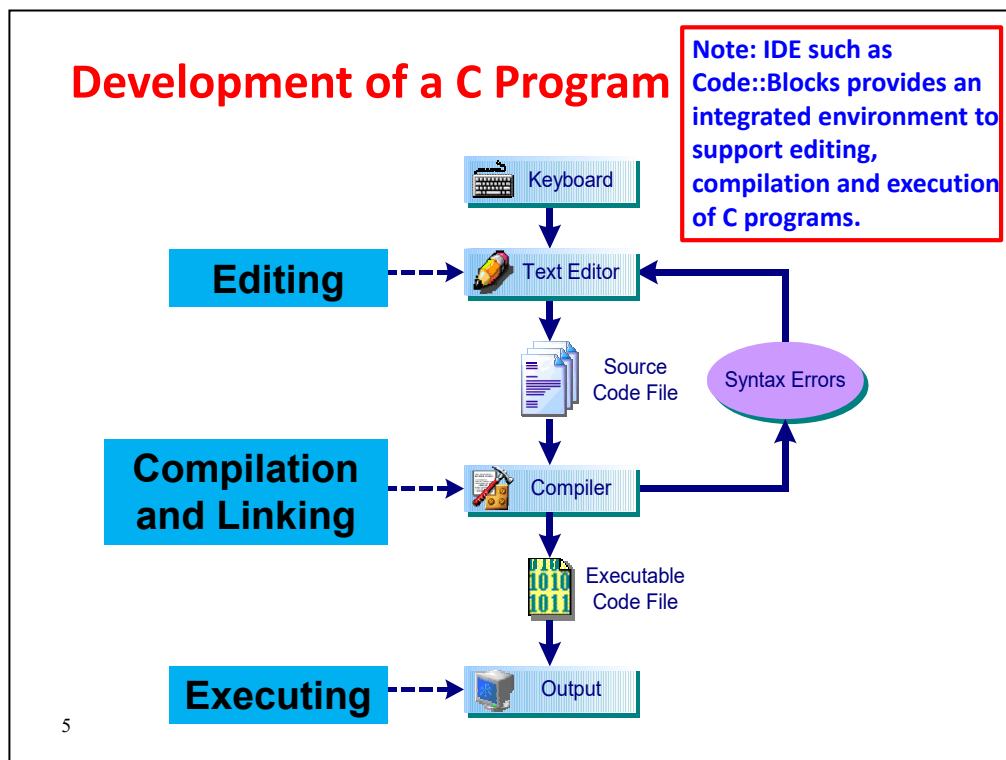 Development of a C Program
Note: IDE such as
Code::Blocks provides an
integrated environment to
support editing,
compilation and execution
of C programs.
Keyboard
Editing
Text Editor
Source
Code File
Syntax Errors
Compilation
and Linking
Compiler
1010
1011
Executable
Code File
Executing
Output
5